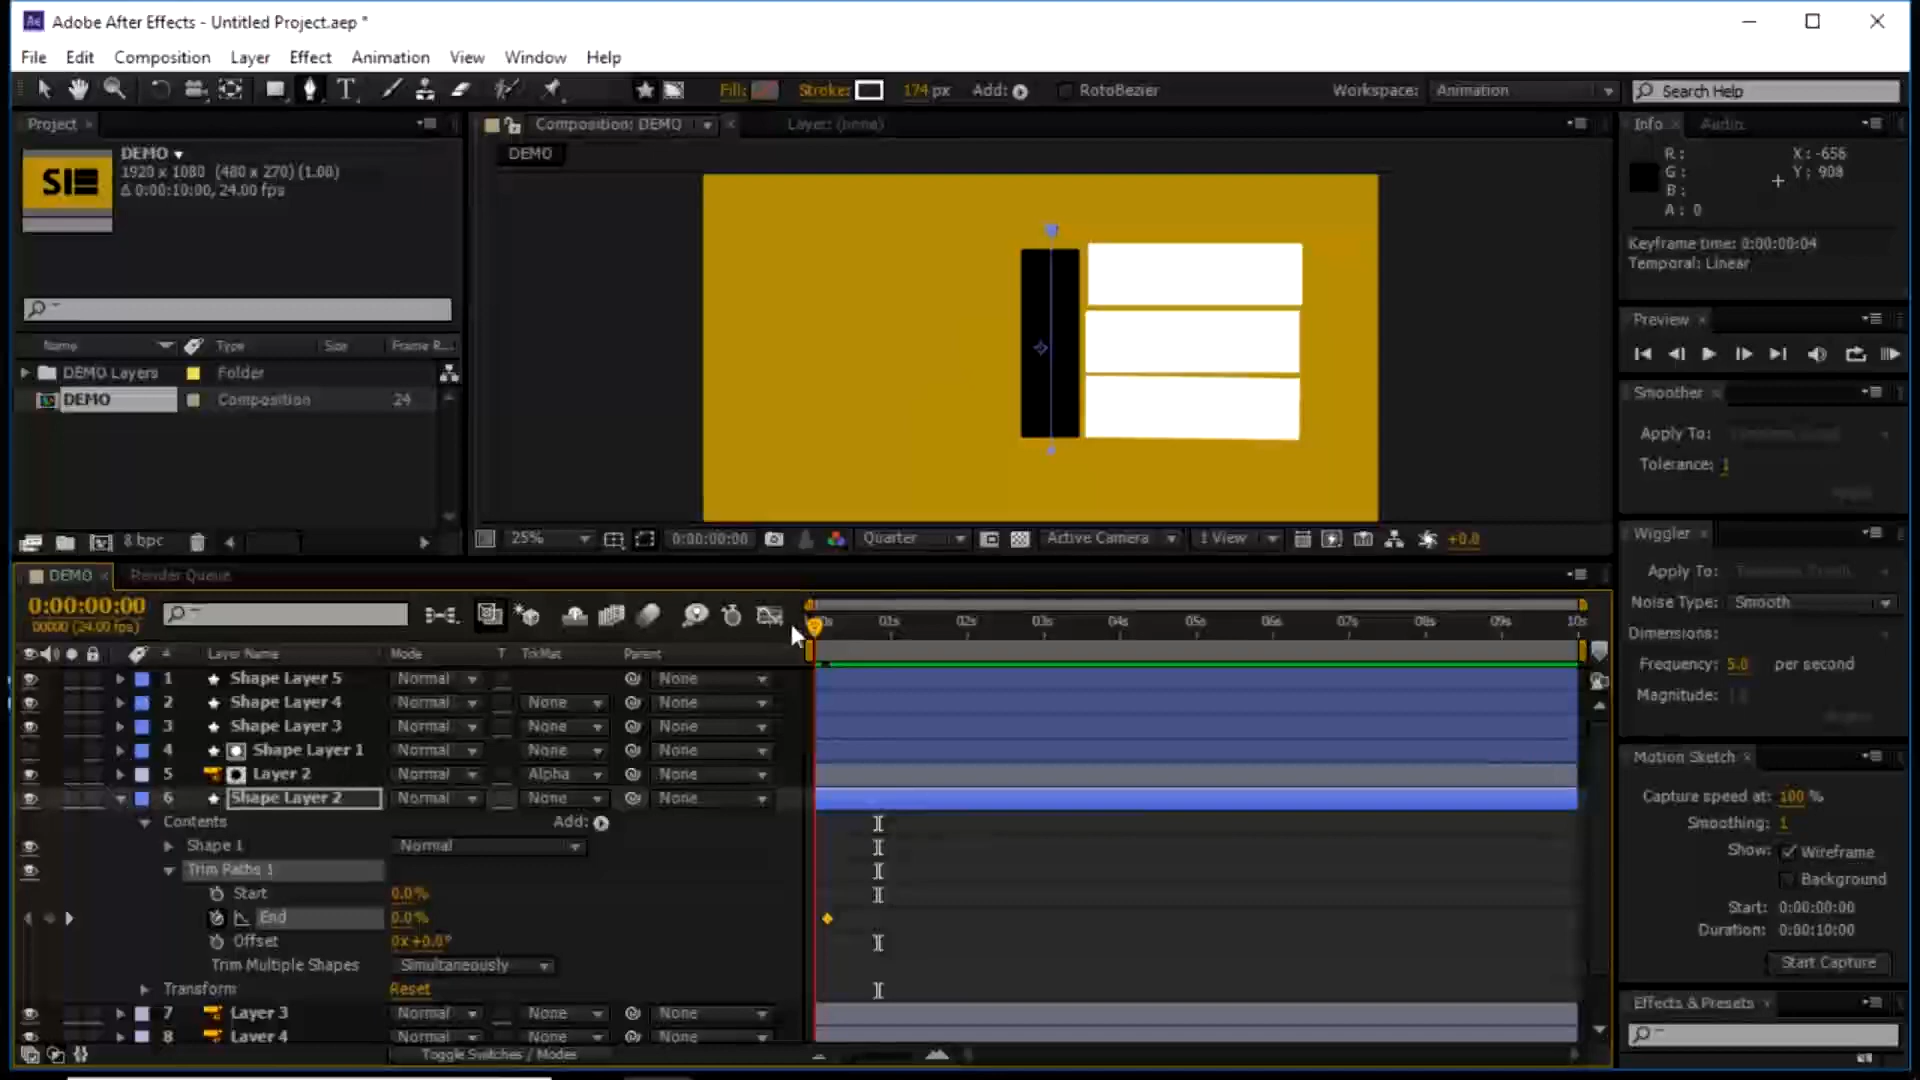 Adobe After Effects - Untitled Project.aep *
File Edit Composition Layer Effect Animation View Window Help
Fill: Stroke: 174 px Add: RotoBezier Workspace: Animation Search Help
Project
DEMO
1920 x 1080 (480 x 270) (1.00)
Δ 0:00:10:00, 24.00 fps
SIE
Name Type Size Frame R...
DEMO Layers Folder
DEMO Composition 24
8 bpc
Composition: DEMO Layer: (none)
DEMO
25% 0:00:00:00 Quarter Active Camera 1 View +0.0
Info Audio
R: X: -656
G: Y: 908
B:
A: 0
Keyframe time: 0:00:00:04
Temporal: Linear
Preview
Smoother
Apply To:
Tolerance: 1
Wiggler
Apply To:
Noise Type: Smooth
Dimensions:
Frequency: 5.0 per second
Magnitude:
Motion Sketch
Capture speed at: 100 %
Smoothing: 1
Show: Wireframe
Background
Start: 0:00:00:00
Duration: 0:00:10:00
Start Capture
Effects & Presets
DEMO Render Queue
0:00:00:00
00000 (24.00 fps)
01s 02s 03s 04s 05s 06s 07s 08s 09s 10s
# Layer Name Mode T TrkMat Parent
1 Shape Layer 5 Normal None
2 Shape Layer 4 Normal None None
3 Shape Layer 3 Normal None None
4 Shape Layer 1 Normal None None
5 Layer 2 Normal Alpha None
6 Shape Layer 2 Normal None None
Contents Add:
Shape 1 Normal
Trim Paths 1
Start 0.0%
End 0.0%
Offset 0x +0.0°
Trim Multiple Shapes Simultaneously
Transform Reset
7 Layer 3 Normal None None
8 Layer 4 Normal None None
Toggle Switches / Modes